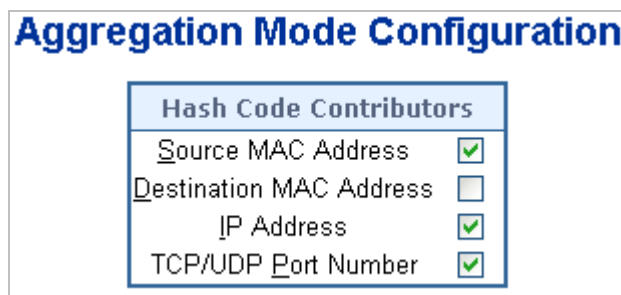 Aggregation Mode Configuration
Hash Code Contributors
Source MAC Address
Destination MAC Address
IP Address
TCP/UDP Port Number